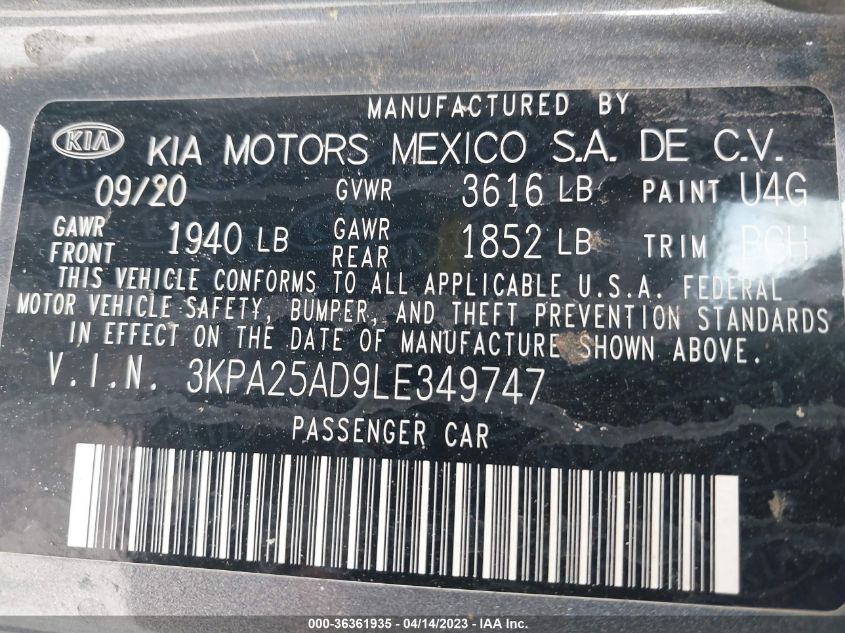 MANUFACTURED BY
KIA KIA MOTORS MEXICO S.A. DE C.V.
09/20 GVWR 3616 LB PAINT U4G
GAWR FRONT 1940 LB GAWR REAR 1852 LB TRIM BGH
THIS VEHICLE CONFORMS TO ALL APPLICABLE U.S.A. FEDERAL
MOTOR VEHICLE SAFETY, BUMPER, AND THEFT PREVENTION STANDARDS
IN EFFECT ON THE DATE OF MANUFACTURE SHOWN ABOVE.
V.I.N. 3KPA25AD9LE349747
PASSENGER CAR
000-36361935 - 04/14/2023 - Copyright IAA, Inc.